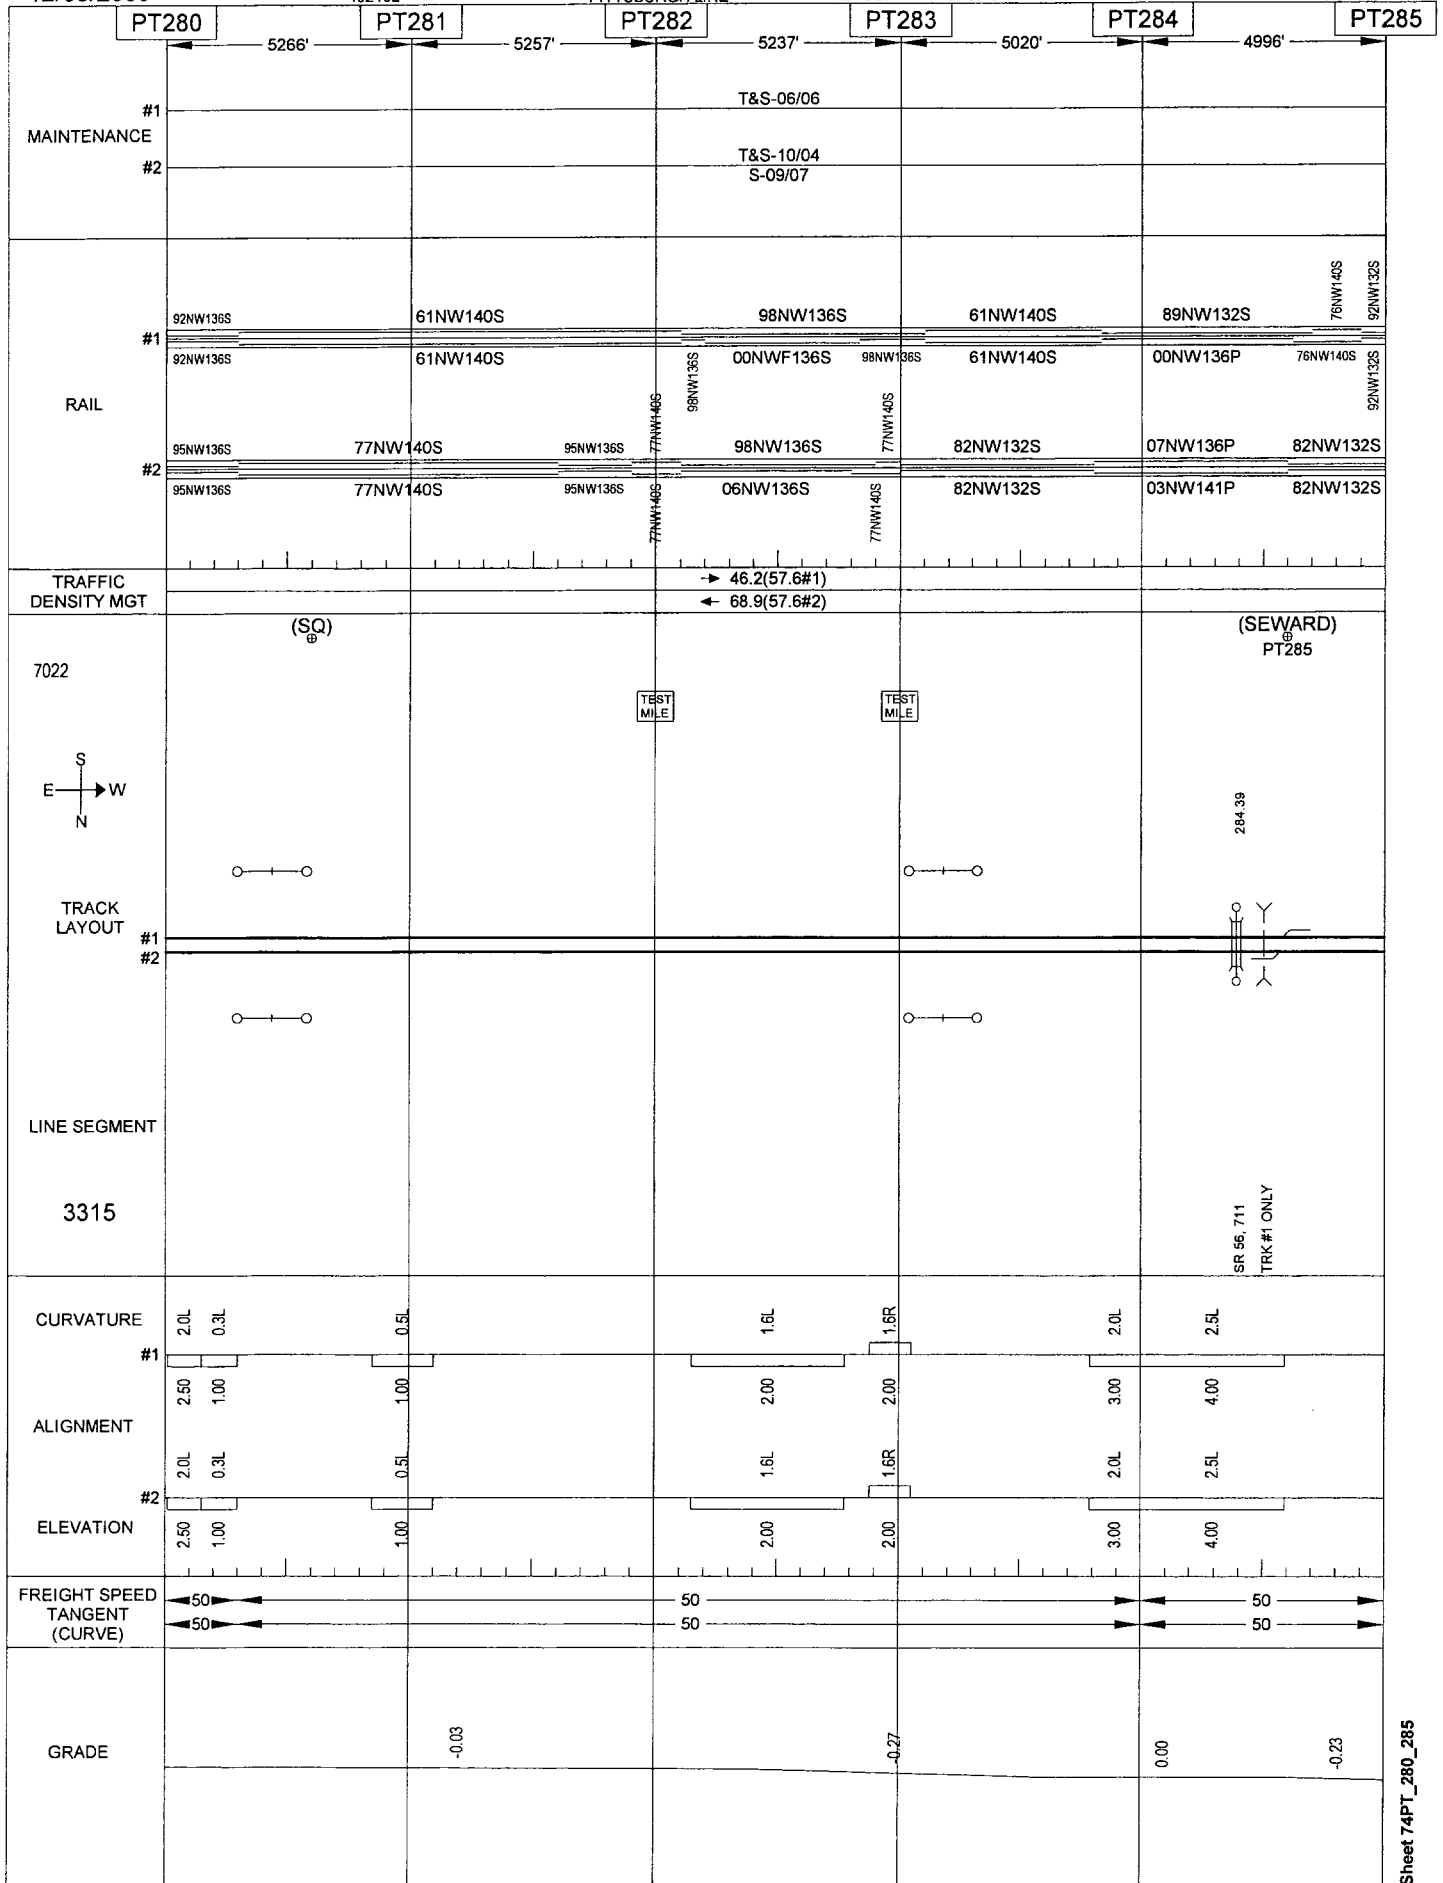 PT280 PT281 PT282 PT283 PT284 PT285
5266' 5257' 5237' 5020' 4996'
#1 T&S-06/06
MAINTENANCE
#2 T&S-10/04
S-09/07
76NW140S 92NW132S
92NW136S 61NW140S 98NW136S 61NW140S 89NW132S
#1
92NW136S 61NW140S 98NW136S 00NWF136S 98NW136S 61NW140S 00NW136P 76NW140S 92NW132S
RAIL
77NW140S 77NW140S
95NW136S 77NW140S 95NW136S 98NW136S 82NW132S 07NW136P 82NW132S
#2
95NW136S 77NW140S 95NW136S 06NW136S 82NW132S 03NW141P 82NW132S
77NW140S 77NW140S
TRAFFIC
DENSITY MGT
46.2(57.6#1)
68.9(57.6#2)
(SQ) (SEWARD)
PT285
7022
TEST
MILE
TEST
MILE
S
E W
N
284.39
TRACK
LAYOUT
#1
#2
LINE SEGMENT
3315
SR 56, 711
TRK #1 ONLY
CURVATURE
2.0L 0.3L 0.5L 1.6L 1.6R 2.0L 2.5L
#1
2.50 1.00 1.00 2.00 2.00 3.00 4.00
ALIGNMENT
2.0L 0.3L 0.5L 1.6L 1.6R 2.0L 2.5L
#2
2.50 1.00 1.00 2.00 2.00 3.00 4.00
ELEVATION
FREIGHT SPEED
TANGENT
(CURVE)
50 50 50
50 50 50
GRADE
-0.03 -0.27 0.00 -0.23
Sheet 74PT_280_285